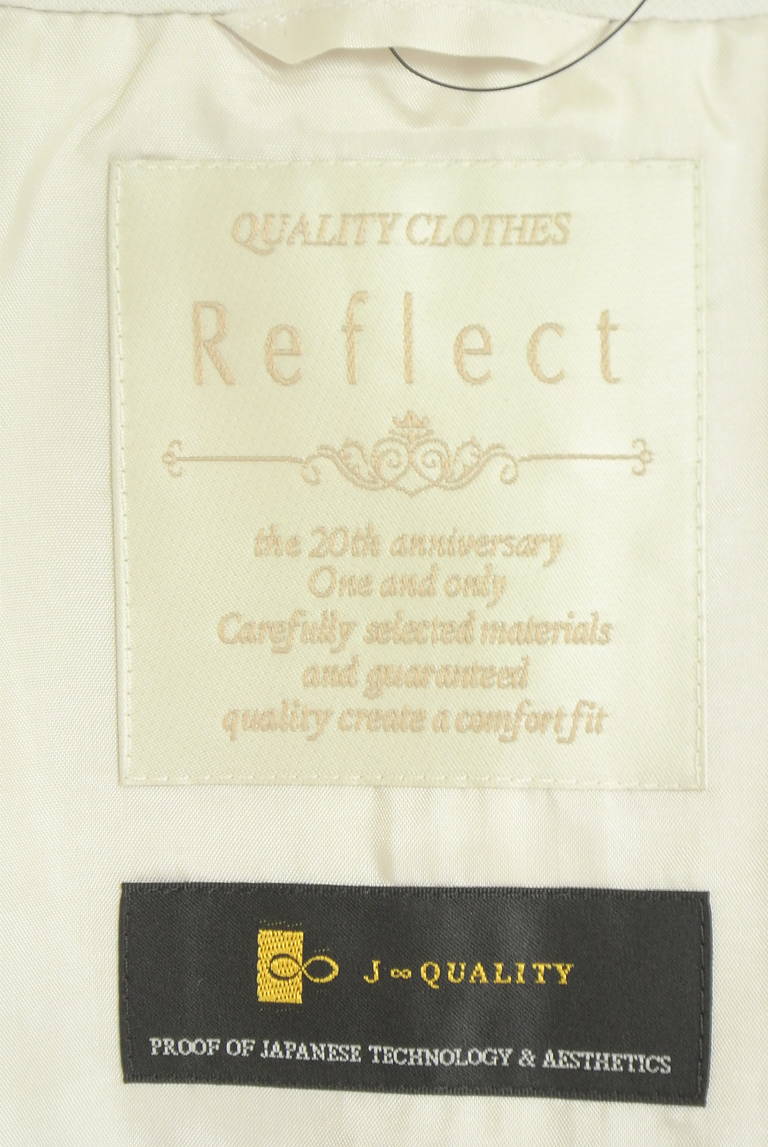 QUALITY CLOTHES
Reflect
the 20th anniversary
One and only
Carefully selected materials
and guaranteed
quality create a comfort fit
J∞QUALITY
PROOF OF JAPANESE TECHNOLOGY & AESTHETICS